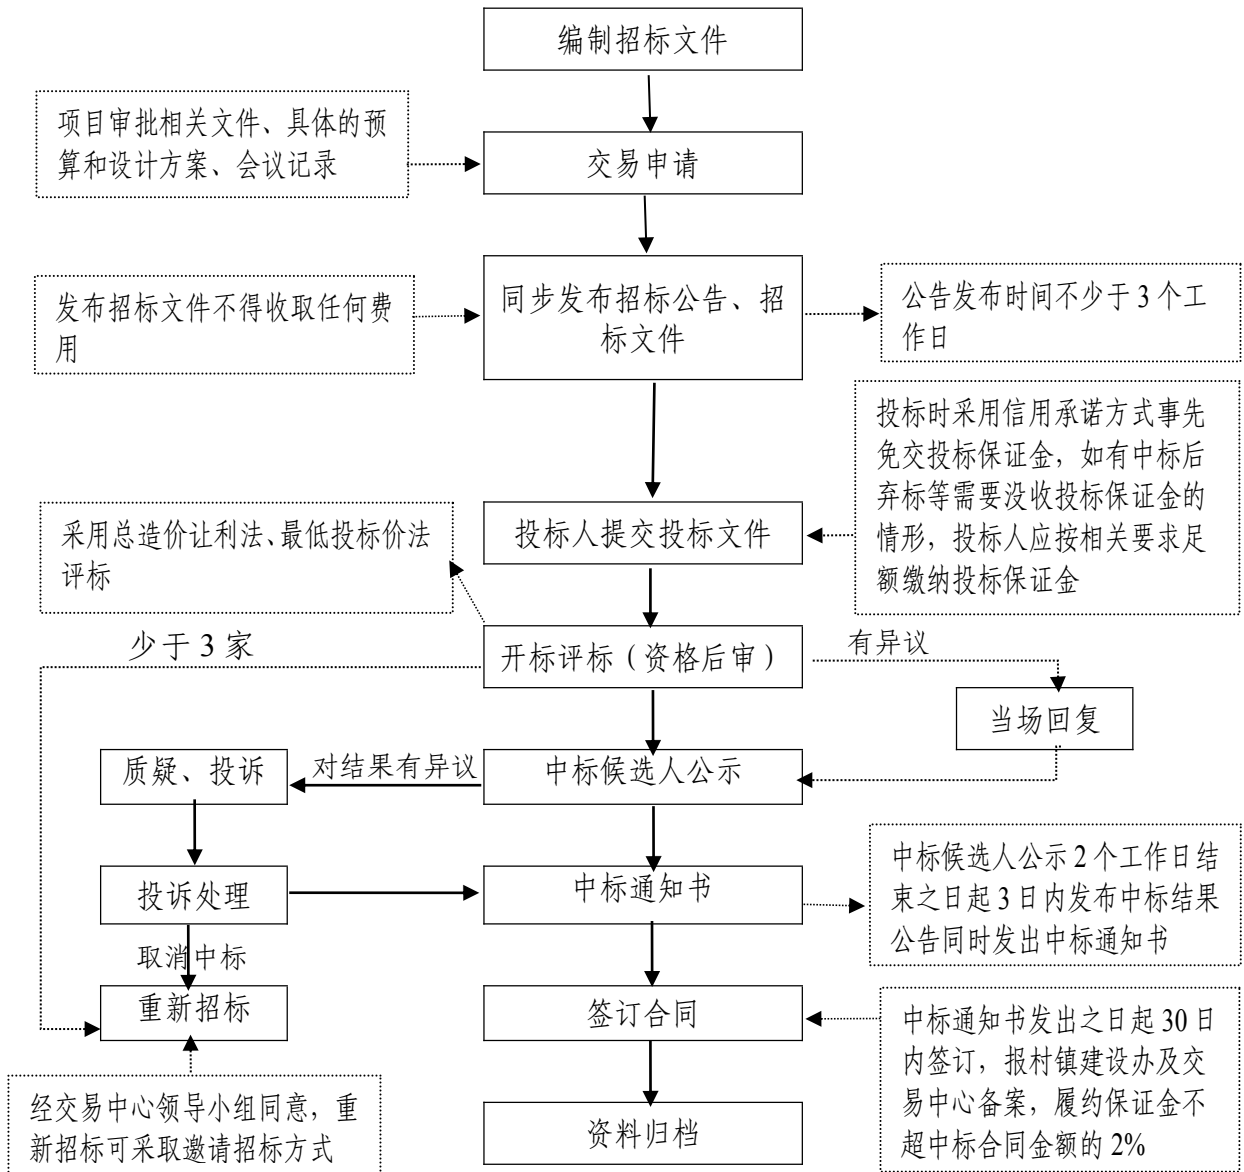 编制招标文件
项目审批相关文件、具体的预
算和设计方案、会议记录
交易申请
发布招标文件不得收取任何费
用
同步发布招标公告、招
标文件
公告发布时间不少于 3 个工
作日
投标时采用信用承诺方式事先
免交投标保证金，如有中标后
弃标等需要没收投标保证金的
情形，投标人应按相关要求足
额缴纳投标保证金
采用总造价让利法、最低投标价法
评标
投标人提交投标文件
少于 3 家
开标评标（资格后审）
有异议
当场回复
质疑、投诉
对结果有异议
中标候选人公示
投诉处理
中标通知书
中标候选人公示 2 个工作日结
束之日起 3 日内发布中标结果
公告同时发出中标通知书
取消中标
重新招标
签订合同
中标通知书发出之日起 30 日
内签订，报村镇建设办及交
易中心备案，履约保证金不
超中标合同金额的 2%
经交易中心领导小组同意，重
新招标可采取邀请招标方式
资料归档